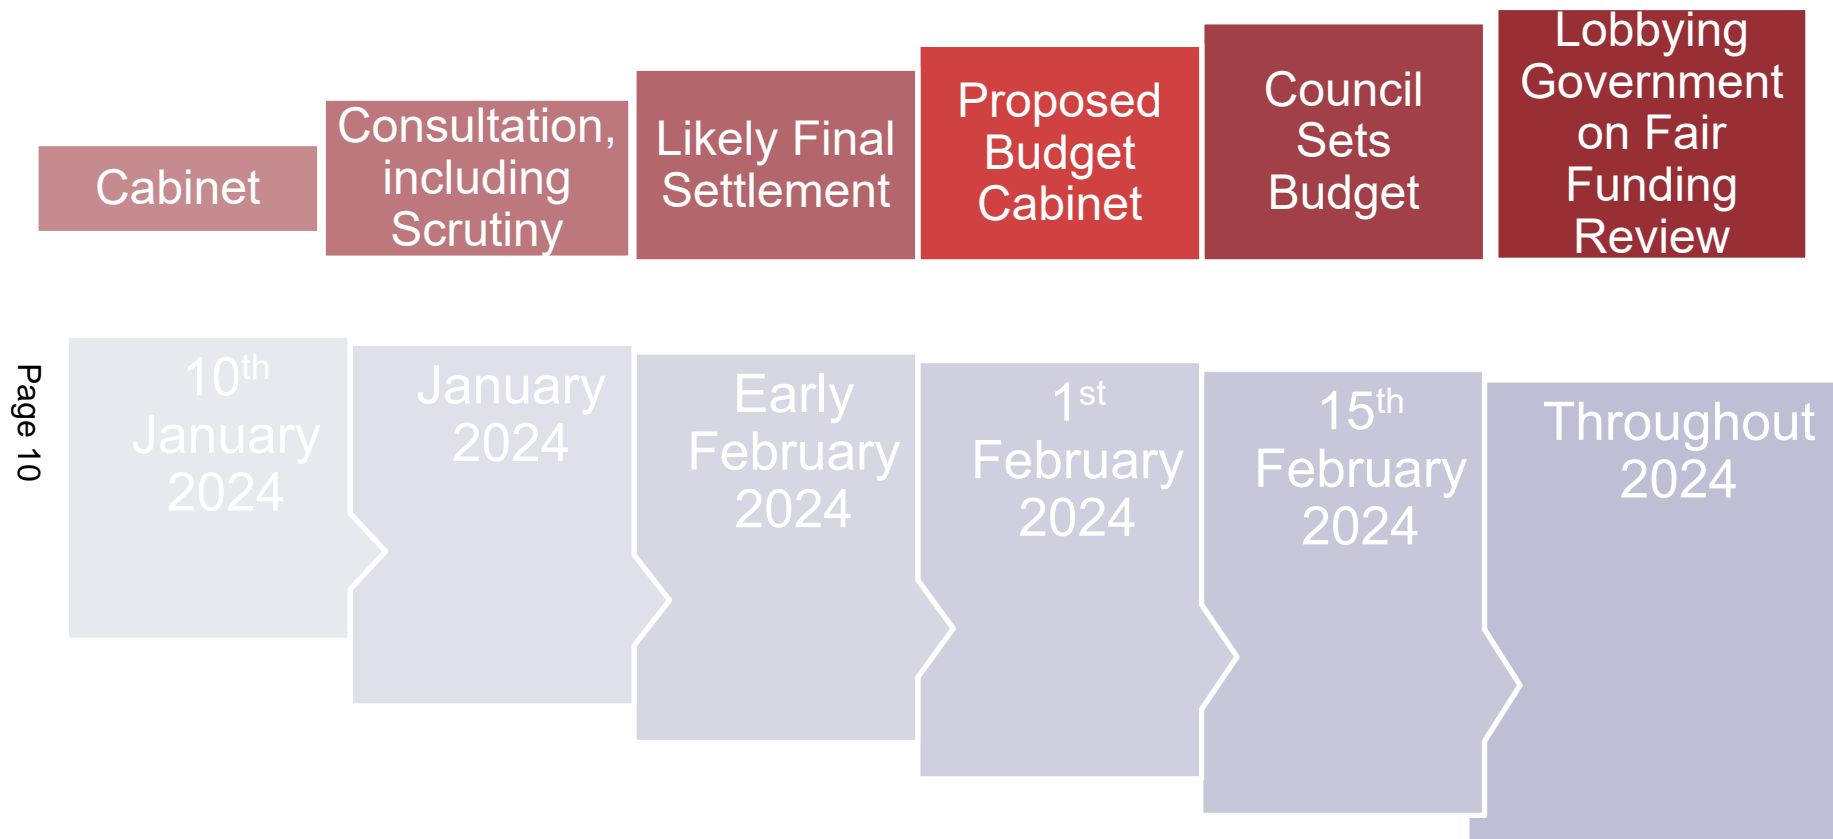 Cabinet
Consultation,
including
Scrutiny
Likely Final
Settlement
Proposed
Budget
Cabinet
Council
Sets
Budget
Lobbying
Government
on Fair
Funding
Review
10th
January
2024
January
2024
Early
February
2024
1st
February
2024
15th
February
2024
Throughout
2024
Page 10